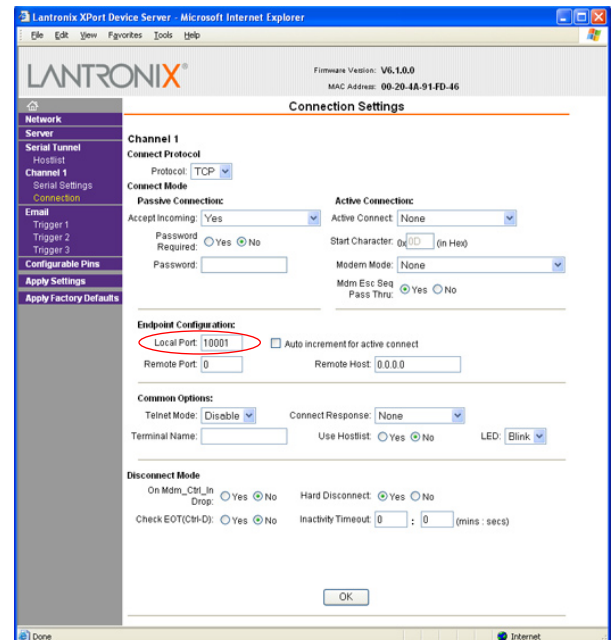 Lantronix XPort Device Server - Microsoft Internet Explorer
File Edit View Favorites Tools Help
LANTRONIX®
Firmware Version: V6.1.0.0
MAC Address: 00-20-4A-91-FD-46
Connection Settings
Network
Server
Serial Tunnel
Hostlist
Channel 1
Serial Settings
Connection
Email
Trigger 1
Trigger 2
Trigger 3
Configurable Pins
Apply Settings
Apply Factory Defaults
Channel 1
Connect Protocol
Protocol: TCP
Connect Mode
Passive Connection: Active Connection:
Accept Incoming: Yes Active Connect: None
Password Required: Yes No Start Character: 0x 0D (in Hex)
Password: Modem Mode: None
Mdm Esc Seq Pass Thru: Yes No
Endpoint Configuration:
Local Port: 10001 Auto increment for active connect
Remote Port: 0 Remote Host: 0.0.0.0
Common Options:
Telnet Mode: Disable Connect Response: None
Terminal Name: Use Hostlist: Yes No LED: Blink
Disconnect Mode
On Mdm_Ctrl_In Drop: Yes No Hard Disconnect: Yes No
Check EOT(Ctrl-D): Yes No Inactivity Timeout: 0 : 0 (mins : secs)
OK
Done Internet